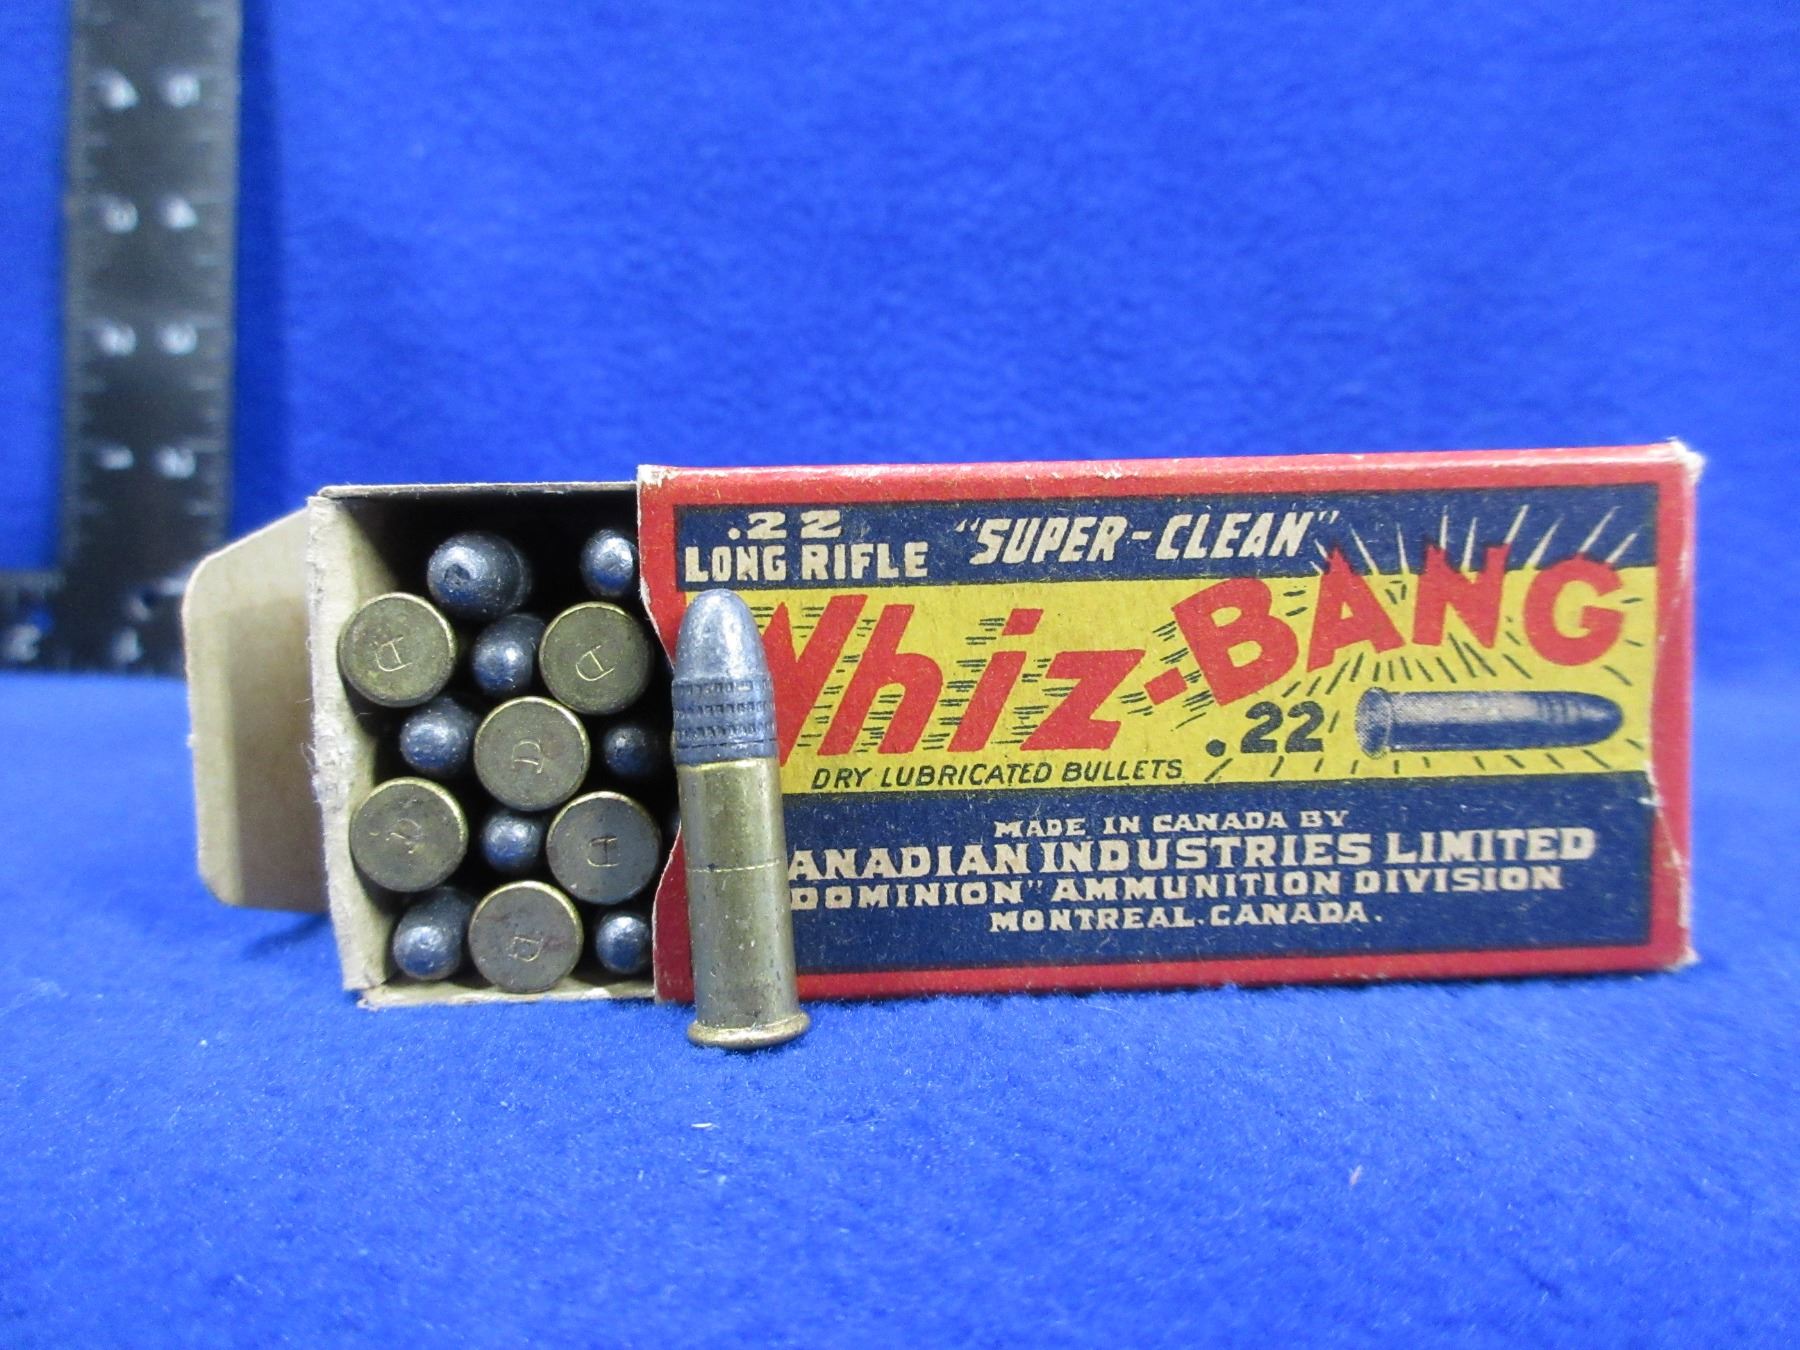 .22
LONG RIFLE
"SUPER-CLEAN"
Whiz-BANG
.22
DRY LUBRICATED BULLETS
MADE IN CANADA BY
ANADIAN INDUSTRIES LIMITED
DOMINION" AMMUNITION DIVISION
MONTREAL. CANADA.
D
D
D
D
D
D